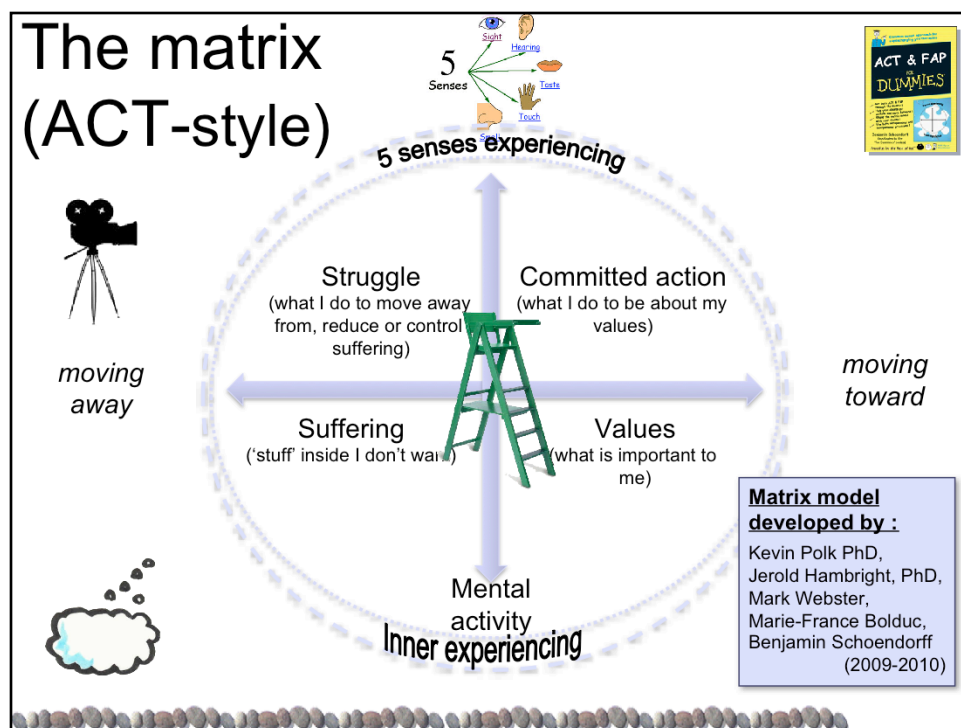 The matrix
(ACT-style)
Sight
Hearing
5
Senses
Taste
Touch
ACT & FAP
FOR
DUMMIES
5 senses experiencing
Struggle
(what I do to move away
from, reduce or control
suffering)
Committed action
(what I do to be about my
values)
moving
away
moving
toward
Suffering
('stuff' inside I don't wan
Values
(what is important to
me)
Matrix model
developed by :
Kevin Polk PhD,
Jerold Hambright, PhD,
Mark Webster,
Marie-France Bolduc,
Benjamin Schoendorff
(2009-2010)
Mental
activity
Inner experiencing